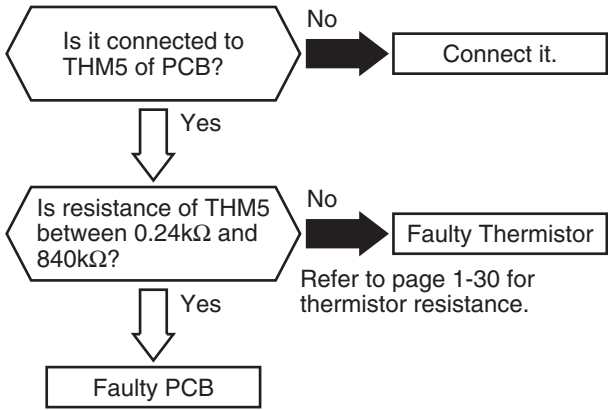 Is it connected to
THM5 of PCB?
No
Connect it.
Yes
Is resistance of THM5
between 0.24kΩ and
840kΩ?
No
Faulty Thermistor
Refer to page 1-30 for
thermistor resistance.
Yes
Faulty PCB